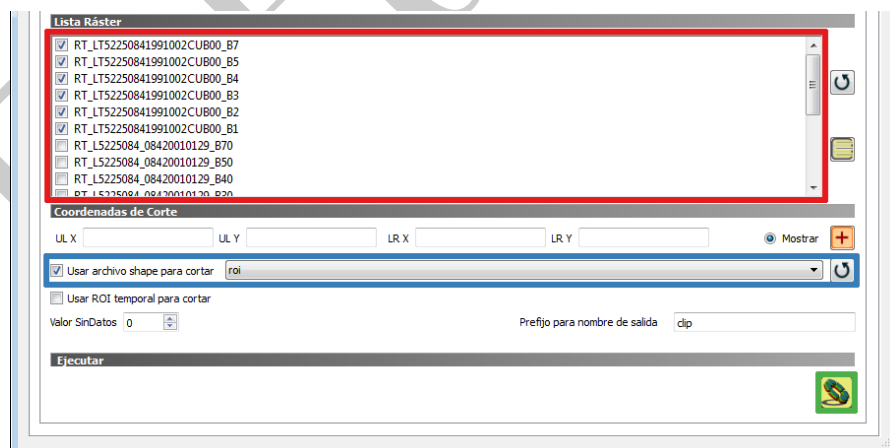 Lista Ráster
RT_LT52250841991002CUB00_B7
RT_LT52250841991002CUB00_B5
RT_LT52250841991002CUB00_B4
RT_LT52250841991002CUB00_B3
RT_LT52250841991002CUB00_B2
RT_LT52250841991002CUB00_B1
RT_L5225084_08420010129_B70
RT_L5225084_08420010129_B50
RT_L5225084_08420010129_B40
RT_L5225084_08420010129_B30
Coordenadas de Corte
UL X UL Y LR X LR Y Mostrar
Usar archivo shape para cortar roi
Usar ROI temporal para cortar
Valor SinDatos 0 Prefijo para nombre de salida clip
Ejecutar